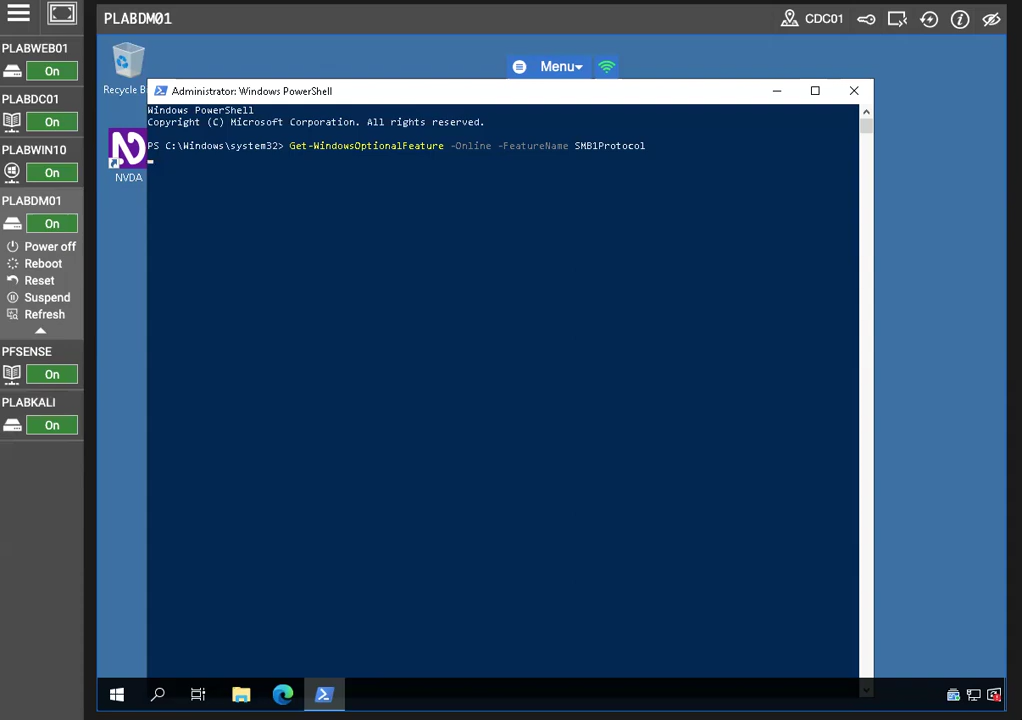 PLABDM01
CDC01
PLABWEB01
On
PLABDC01
On
PLABWIN10
On
PLABDM01
On
Power off
Reboot
Reset
Suspend
Refresh
PFSENSE
On
PLABKALI
On
Menu
Recycle B
NVDA
Administrator: Windows PowerShell
Windows PowerShell
Copyright (C) Microsoft Corporation. All rights reserved.
PS C:\Windows\system32> Get-WindowsOptionalFeature -Online -FeatureName SMB1Protocol